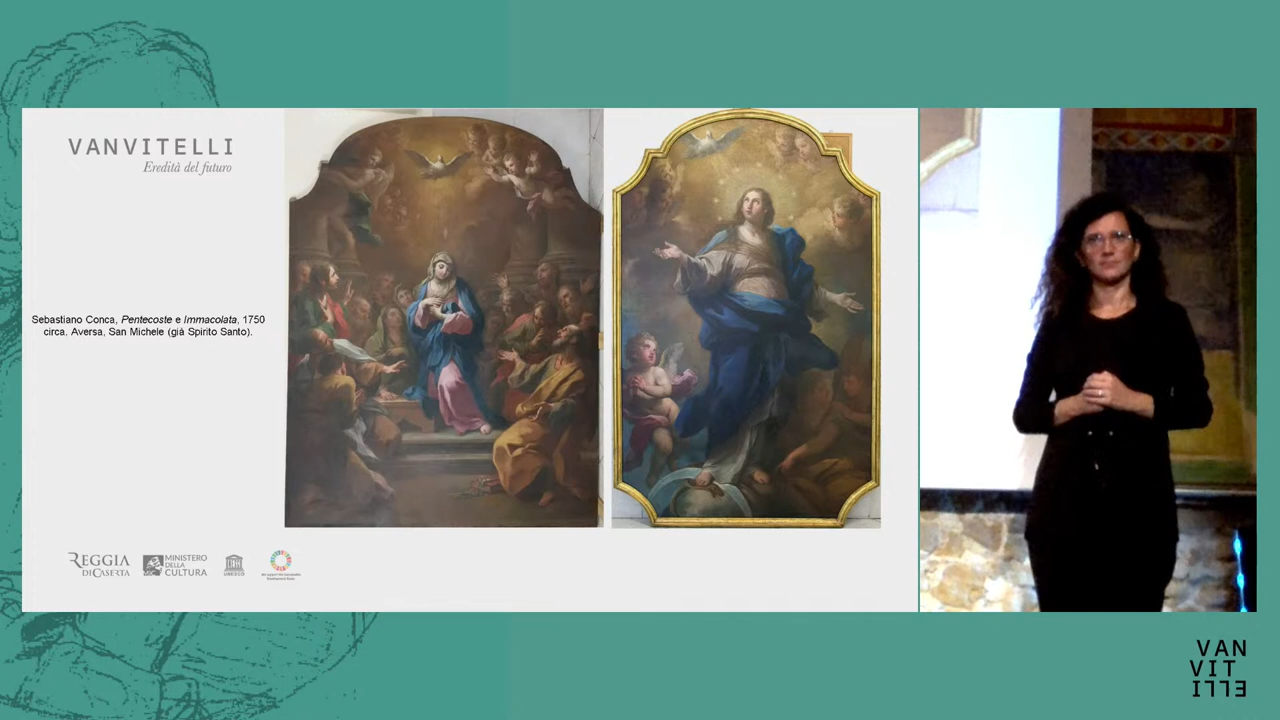 VANVITELLI
Eredità del futuro
Sebastiano Conca, Pentecoste e Immacolata, 1750
circa. Aversa, San Michele (già Spirito Santo).
REGGIA
DI CASERTA
MINISTERO
DELLA
CULTURA
UNESCO
VAN
VIT
ELLI